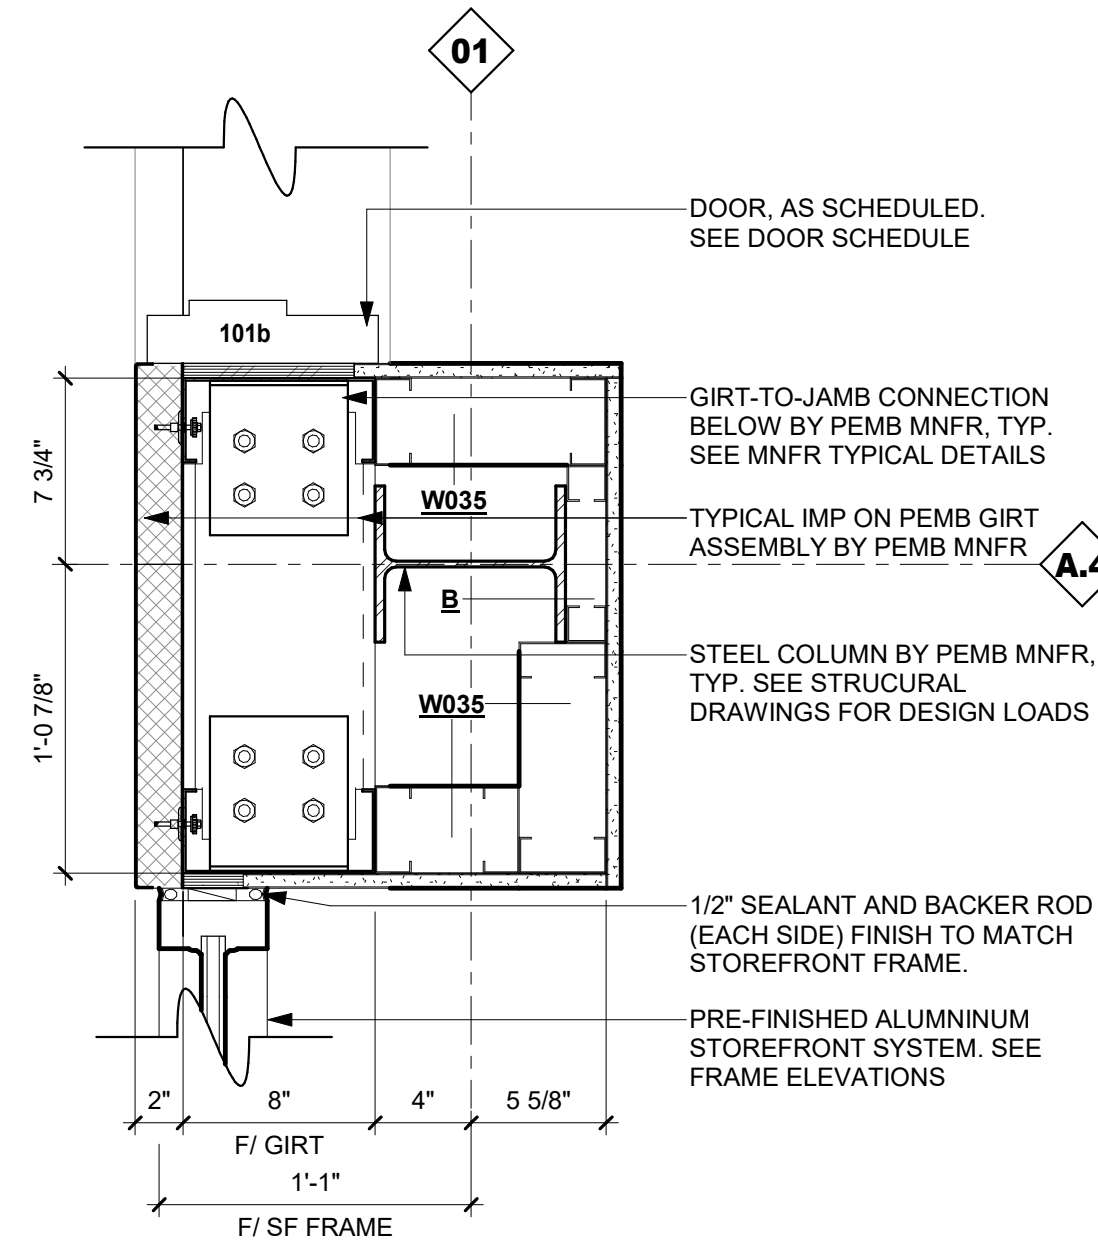 01
DOOR, AS SCHEDULED.
SEE DOOR SCHEDULE
101b
GIRT-TO-JAMB CONNECTION
BELOW BY PEMB MNFR, TYP.
SEE MNFR TYPICAL DETAILS
7 3/4"
W035
TYPICAL IMP ON PEMB GIRT
ASSEMBLY BY PEMB MNFR
A.4
B
STEEL COLUMN BY PEMB MNFR,
TYP. SEE STRUCURAL
DRAWINGS FOR DESIGN LOADS
W035
1'-0 7/8"
1/2" SEALANT AND BACKER ROD
(EACH SIDE) FINISH TO MATCH
STOREFRONT FRAME.
PRE-FINISHED ALUMNINUM
STOREFRONT SYSTEM. SEE
FRAME ELEVATIONS
2" 8" 4" 5 5/8"
F/ GIRT
1'-1"
F/ SF FRAME